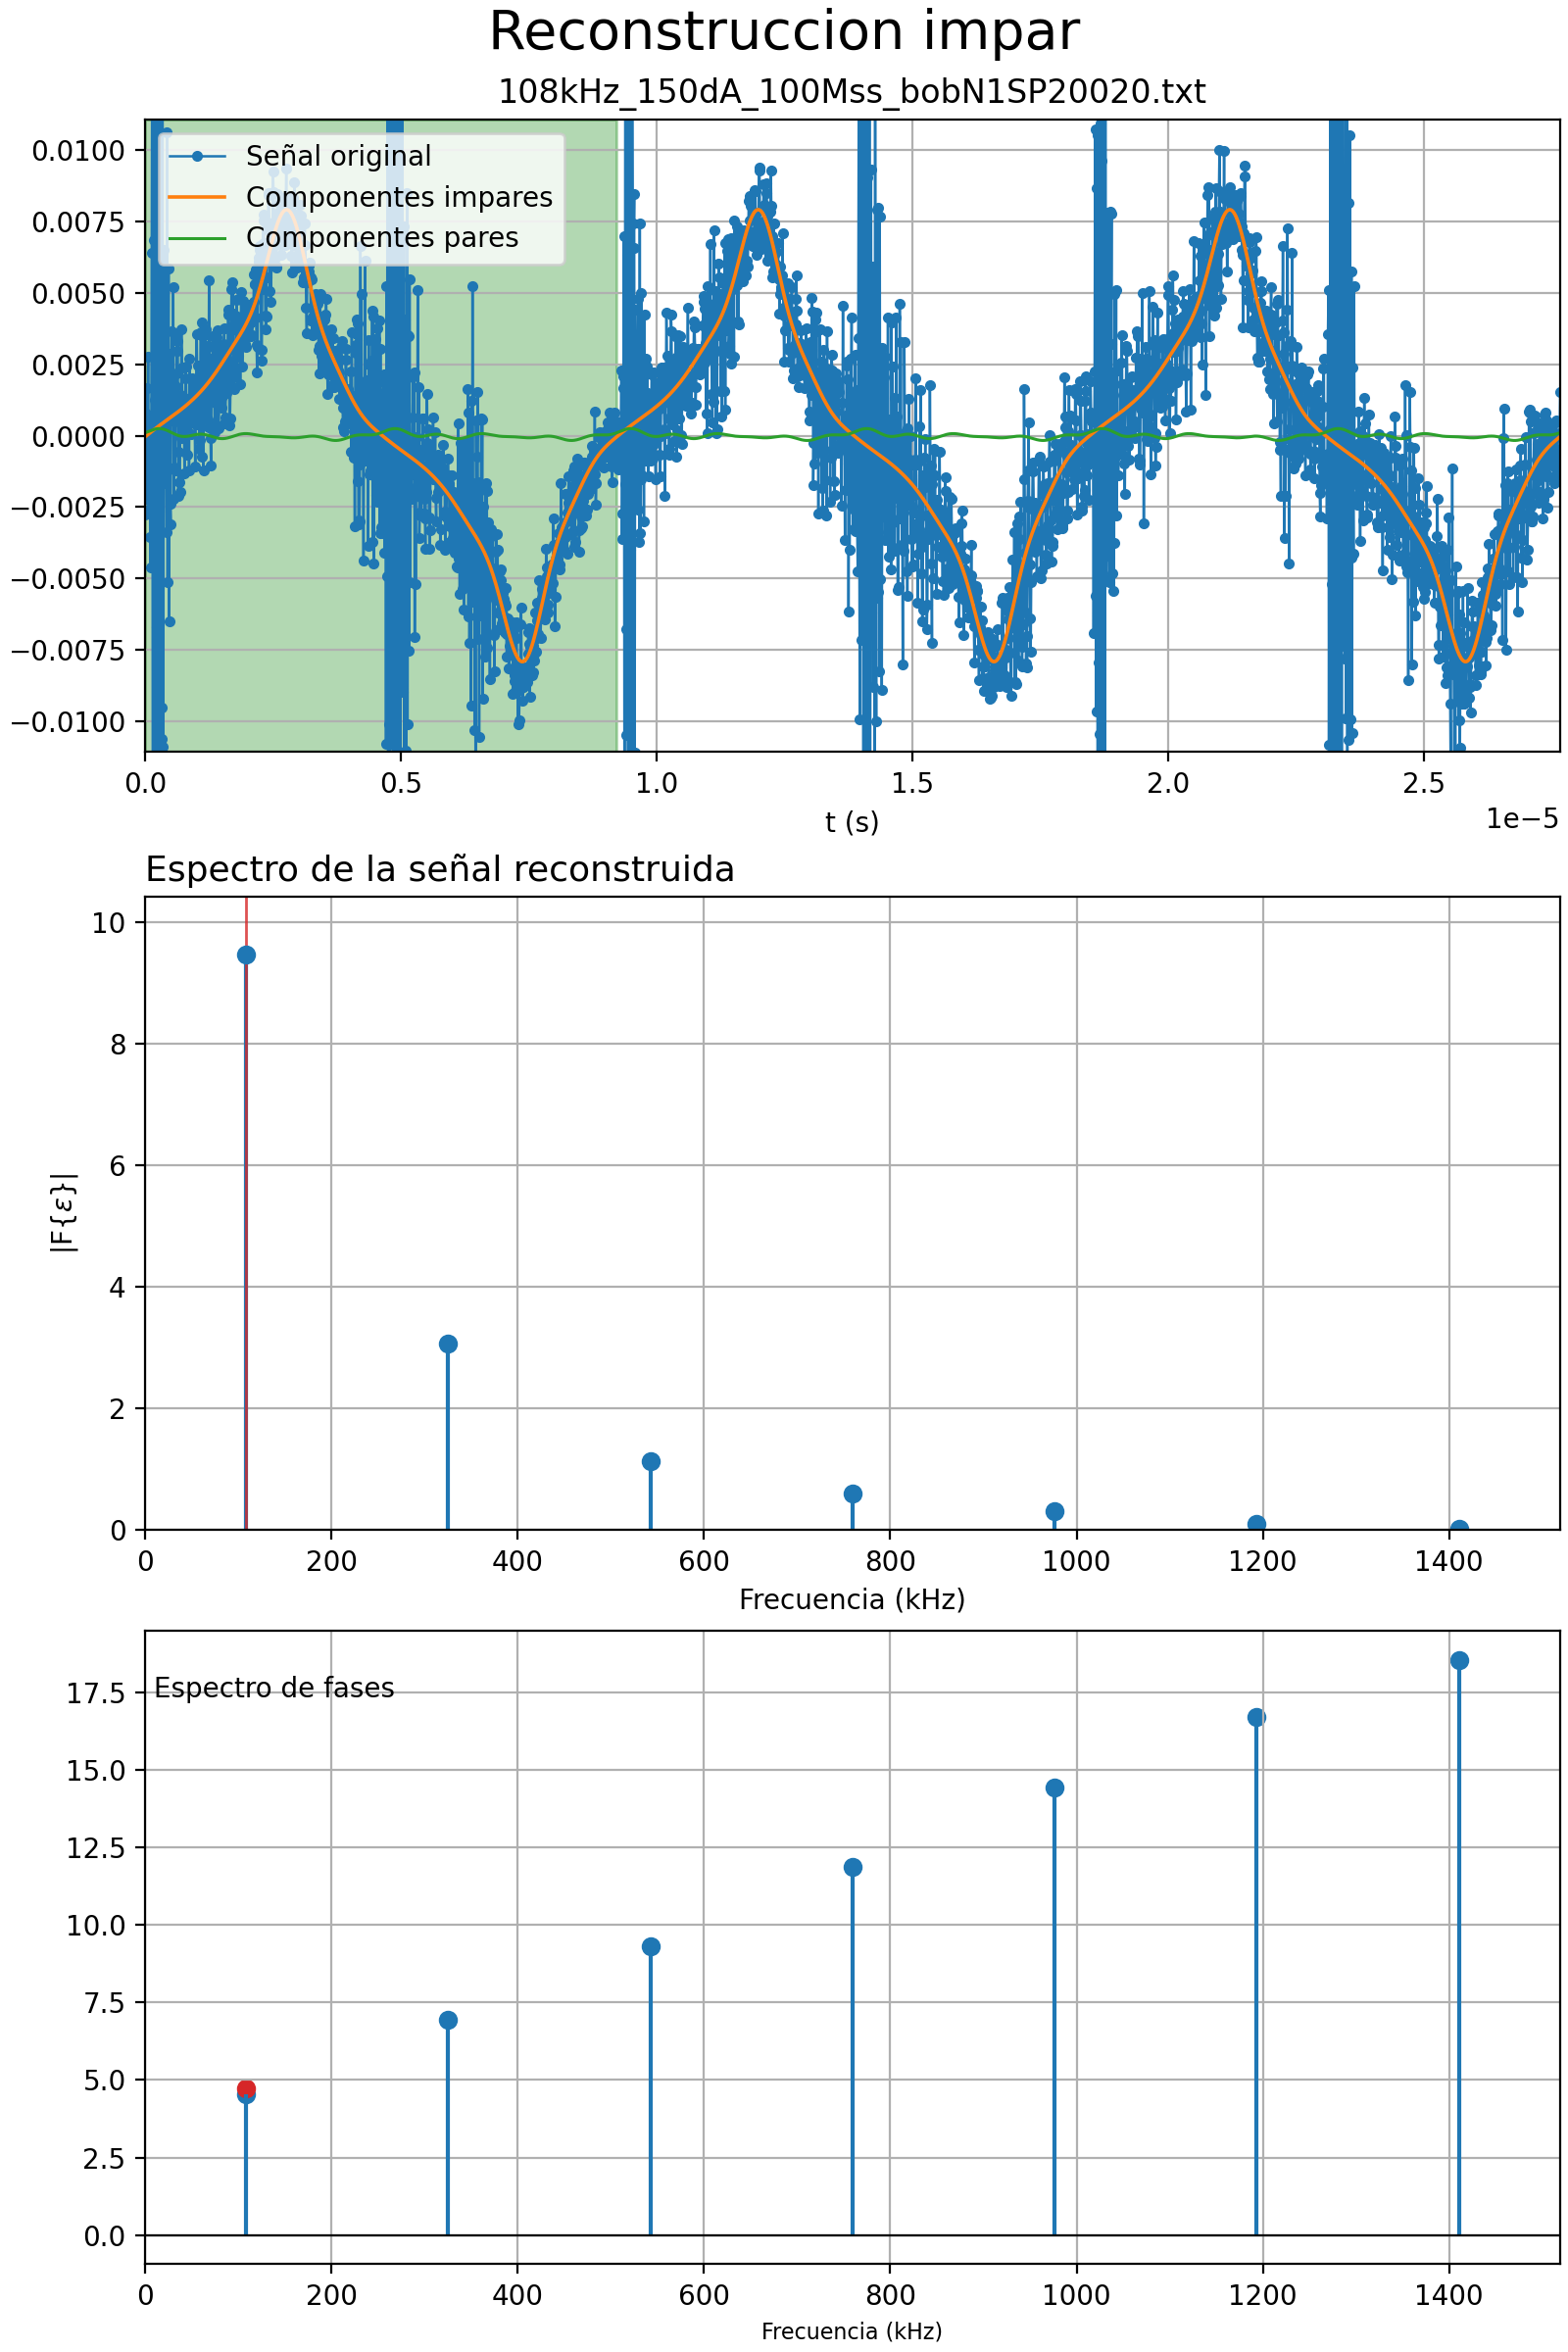 Reconstruccion impar
108kHz_150dA_100Mss_bobN1SP20020.txt
Señal original
Componentes impares
Componentes pares
0.0100
0.0075
0.0050
0.0025
0.0000
−0.0025
−0.0050
−0.0075
−0.0100
0.0 0.5 1.0 1.5 2.0 2.5
t (s)
1e−5
Espectro de la señal reconstruida
10
8
6
4
2
0
|F{ε}|
0 200 400 600 800 1000 1200 1400
Frecuencia (kHz)
Espectro de fases
17.5
15.0
12.5
10.0
7.5
5.0
2.5
0.0
0 200 400 600 800 1000 1200 1400
Frecuencia (kHz)